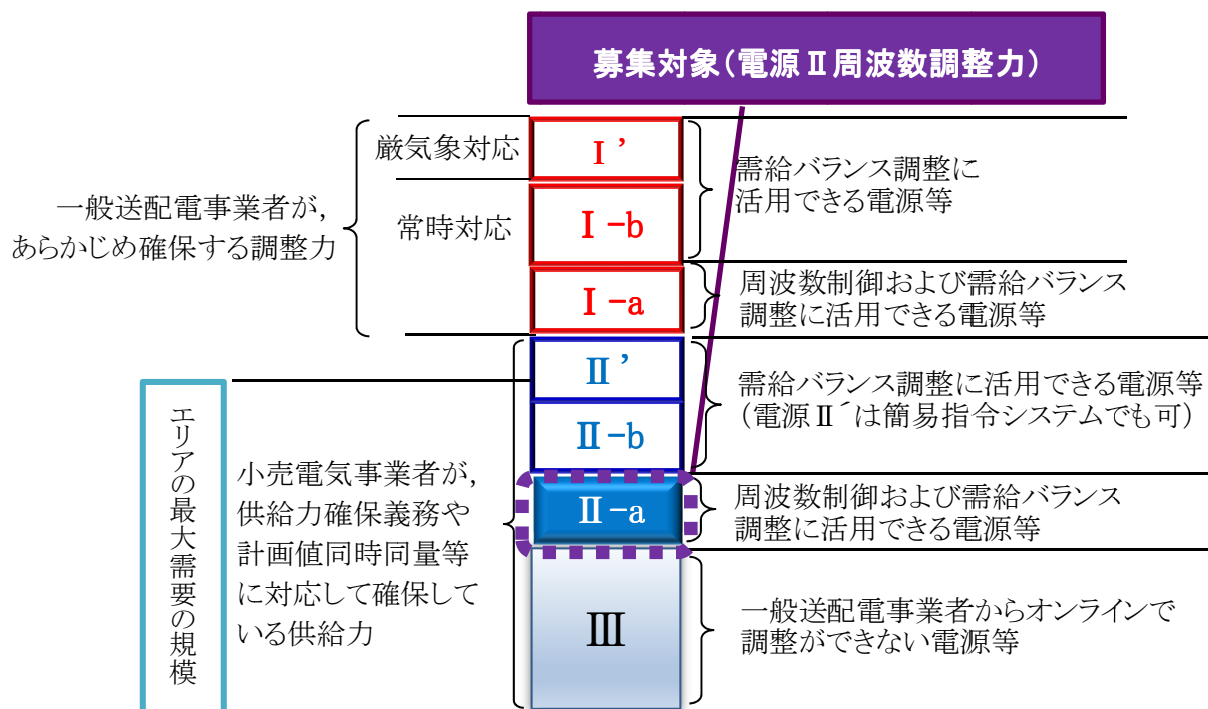 募集対象(電源Ⅱ周波数調整力)
厳気象対応
常時対応
一般送配電事業者が,
あらかじめ確保する調整力
Ⅰ’
Ⅰ-b
Ⅰ-a
Ⅱ’
Ⅱ-b
Ⅱ-a
Ⅲ
需給バランス調整に
活用できる電源等
周波数制御および需給バランス
調整に活用できる電源等
需給バランス調整に活用できる電源等
(電源Ⅱ´は簡易指令システムでも可)
周波数制御および需給バランス
調整に活用できる電源等
一般送配電事業者からオンラインで
調整ができない電源等
エリアの最大需要の規模
小売電気事業者が,
供給力確保義務や
計画値同時同量等
に対応して確保して
いる供給力